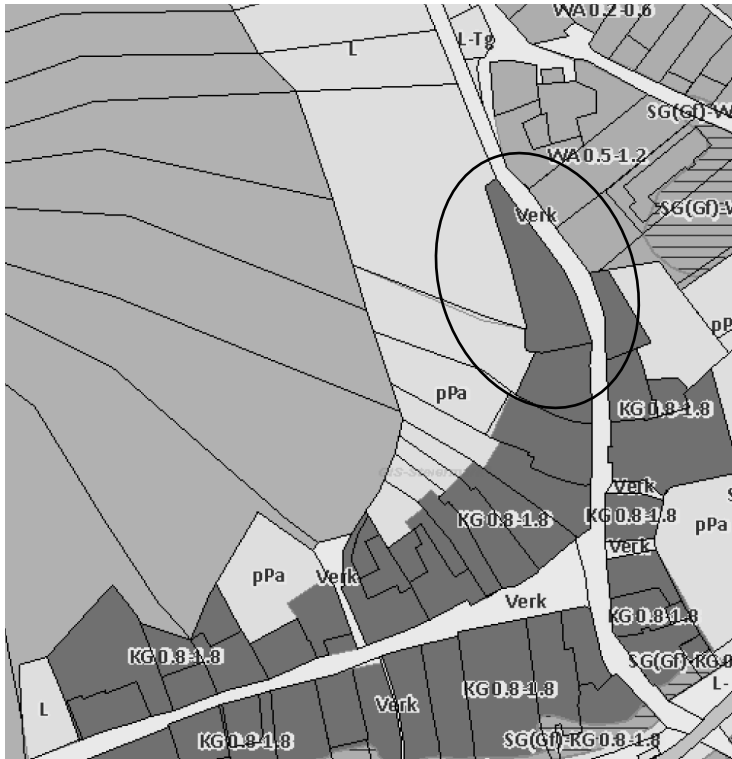 WA 0.2-0.6
L-Tg
L
SG(Gf)-W
WA 0.5-1.2
SG(Gf)-W
Verk
pP
pPa
KG 0.8-1.8
GIS-Steierm
Verk
S
KG 0.8-1.8
KG 0.8-1.8
pPa
Verk
pPa
Verk
Verk
KG 0.8-1.8
KG 0.8-1.8
SG(Gf)-KG 0
L-
KG 0.8-1.8
L
Verk
KG 0.8-1.8
SG(Gf)-KG 0.8-1.8